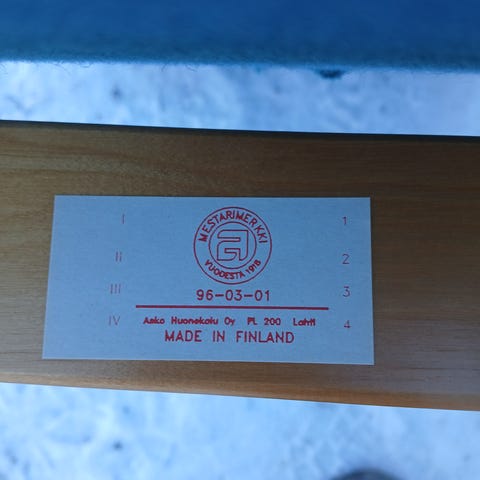 I 1
MESTARIMERKKI
a
II 2
VUODESTA 1918
III 96-03-01 3
IV Asko Huonekalu Oy PL 200 Lahti 4
MADE IN FINLAND